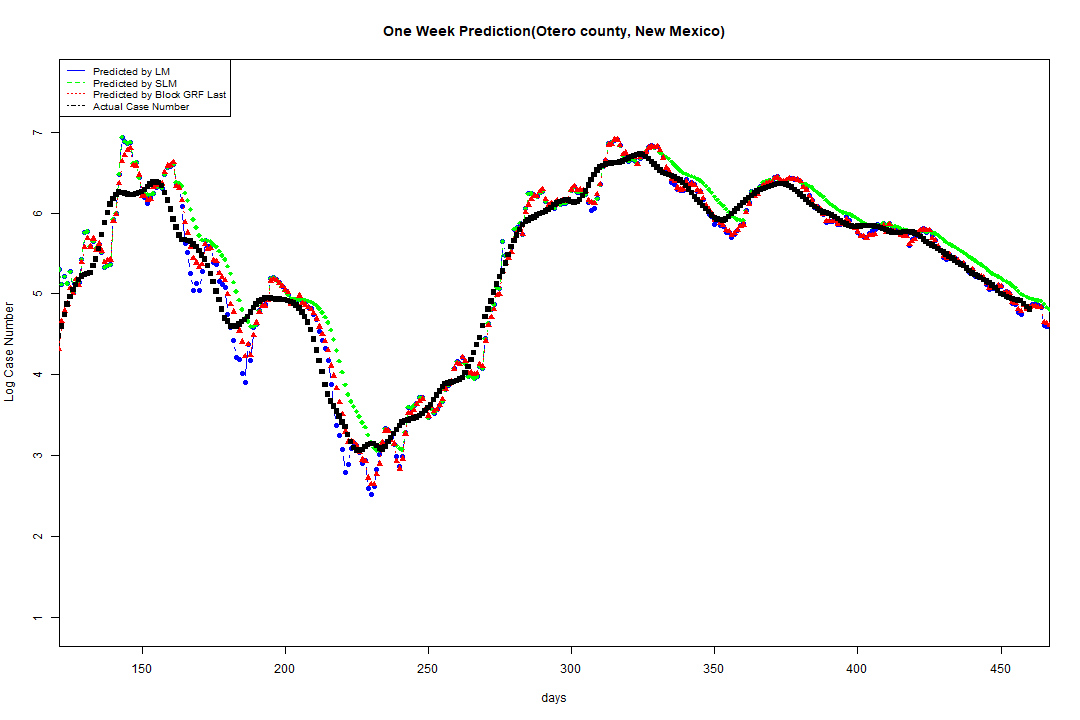 One Week Prediction(Otero county, New Mexico)
Predicted by LM
Predicted by SLM
Predicted by Block GRF Last
Actual Case Number
7
6
5
4
3
2
1
Log Case Number
150 200 250 300 350 400 450
days